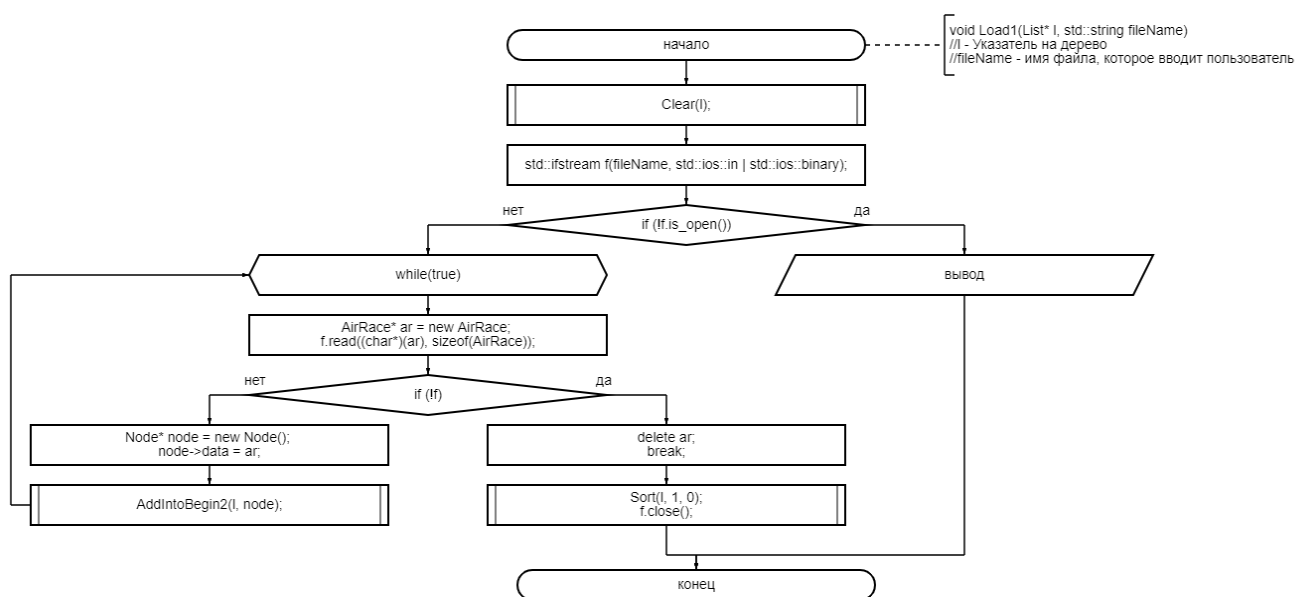 начало
void Load1(List* l, std::string fileName)
//l - Указатель на дерево
//fileName - имя файла, которое вводит пользователь
Clear(l);
std::ifstream f(fileName, std::ios::in | std::ios::binary);
нет
if (!f.is_open())
да
while(true)
вывод
AirRace* ar = new AirRace;
f.read((char*)(ar), sizeof(AirRace));
нет
if (!f)
да
Node* node = new Node();
node->data = ar;
delete ar;
break;
AddIntoBegin2(l, node);
Sort(l, 1, 0);
f.close();
конец